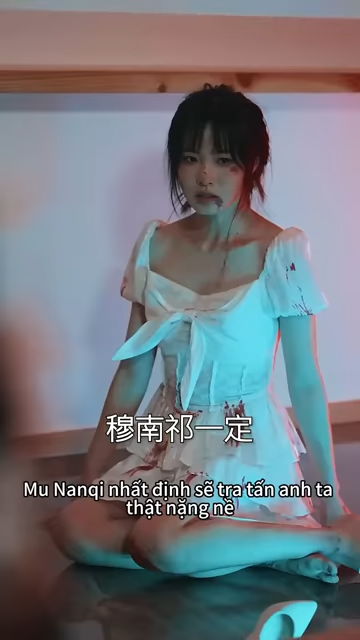 穆南祁一定
Mu Nanqi nhất định sẽ tra tấn anh ta
thật nặng nề